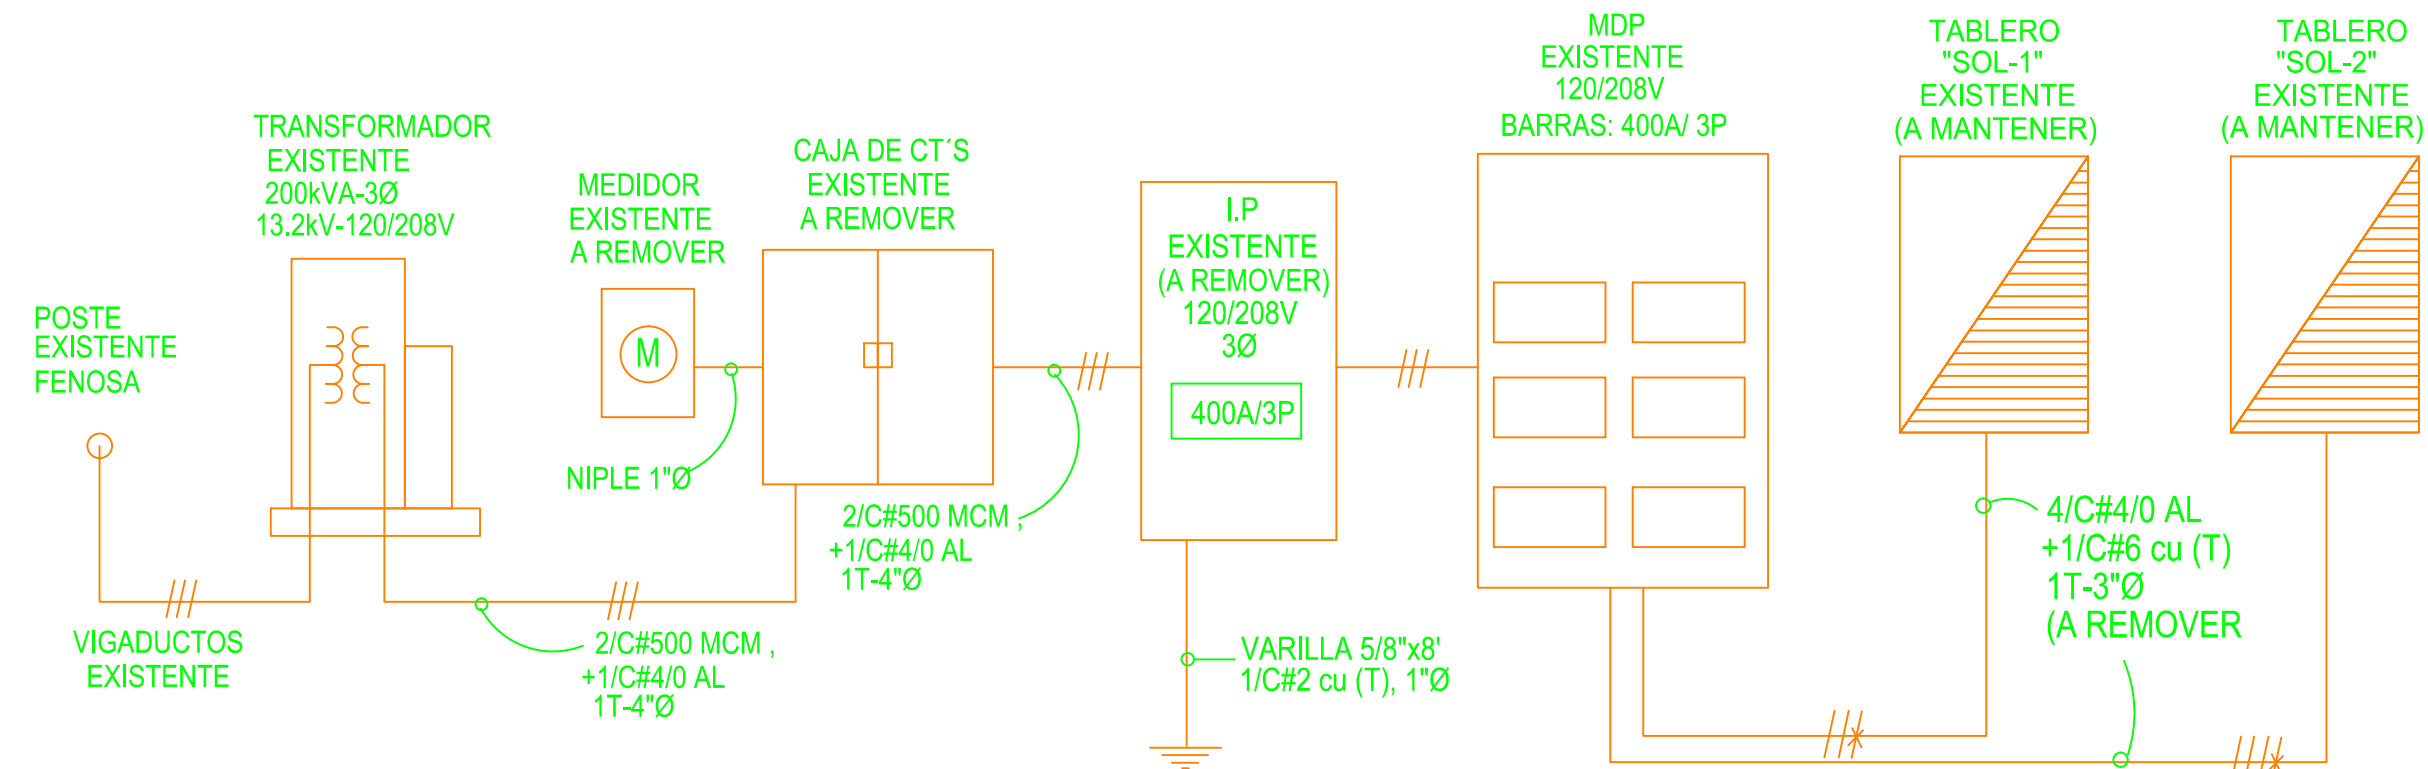 POSTE
EXISTENTE
FENOSA
VIGADUCTOS
EXISTENTE
TRANSFORMADOR
EXISTENTE
200kVA-3Ø
13.2kV-120/208V
2/C#500 MCM ,
+1/C#4/0 AL
1T-4"Ø
MEDIDOR
EXISTENTE
A REMOVER
M
NIPLE 1"Ø
CAJA DE CT´S
EXISTENTE
A REMOVER
2/C#500 MCM ,
+1/C#4/0 AL
1T-4"Ø
I.P
EXISTENTE
(A REMOVER)
120/208V
3Ø
400A/3P
VARILLA 5/8"x8'
1/C#2 cu (T), 1"Ø
MDP
EXISTENTE
120/208V
BARRAS: 400A/ 3P
TABLERO
"SOL-1"
EXISTENTE
(A MANTENER)
TABLERO
"SOL-2"
EXISTENTE
(A MANTENER)
4/C#4/0 AL
+1/C#6 cu (T)
1T-3"Ø
(A REMOVER